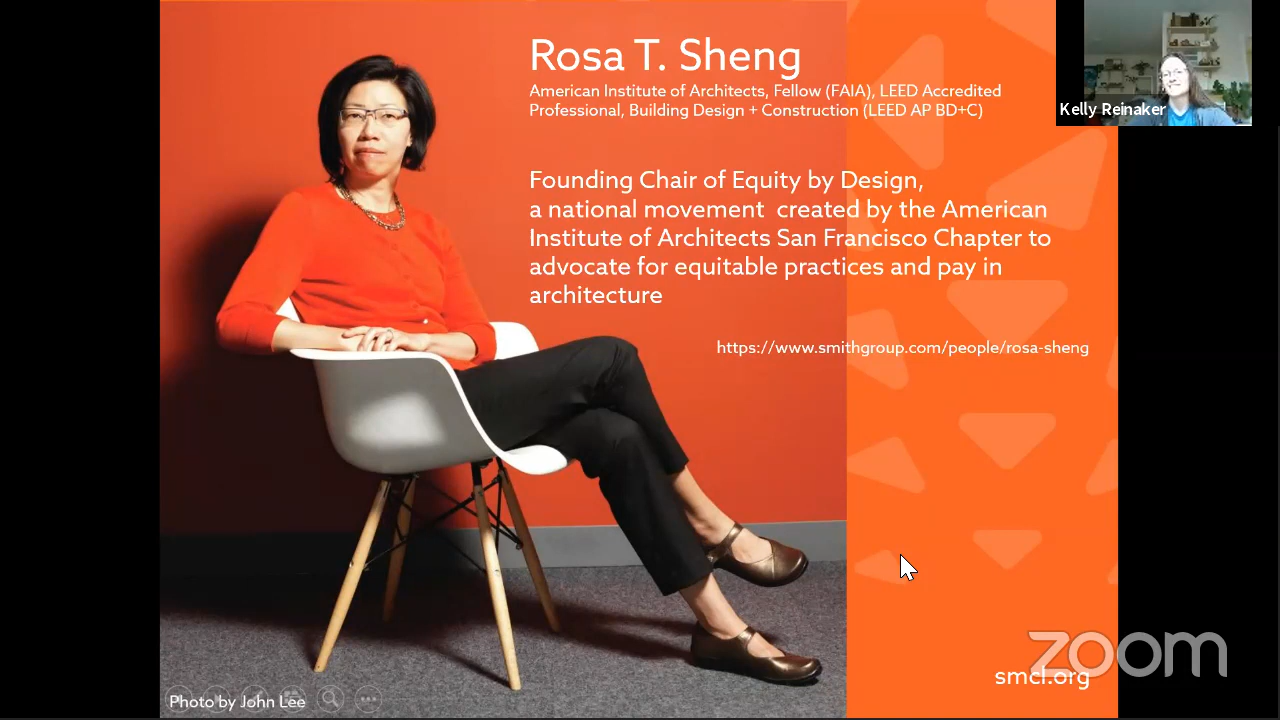 Rosa T. Sheng
American Institute of Architects, Fellow (FAIA), LEED Accredited
Professional, Building Design + Construction (LEED AP BD+C)
Founding Chair of Equity by Design,
a national movement created by the American
Institute of Architects San Francisco Chapter to
advocate for equitable practices and pay in
architecture
https://www.smithgroup.com/people/rosa-sheng
Kelly Reinaker
Photo by John Lee
smcl.org
zoom